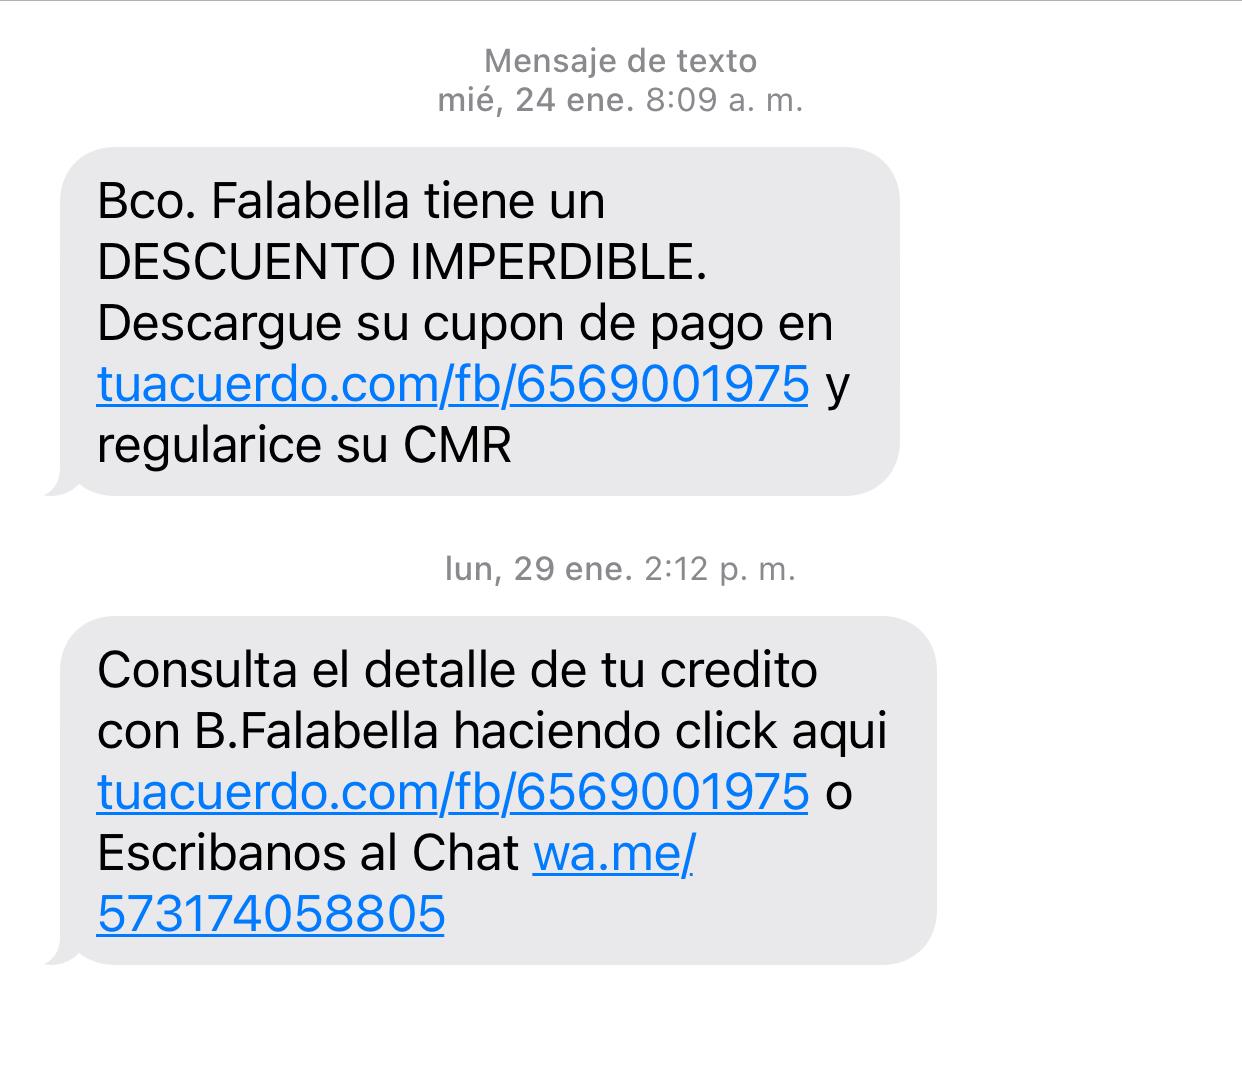 Mensaje de texto
mié, 24 ene. 8:09 a. m.
Bco. Falabella tiene un
DESCUENTO IMPERDIBLE.
Descargue su cupon de pago en
tuacuerdo.com/fb/6569001975 y
regularice su CMR
lun, 29 ene. 2:12 p. m.
Consulta el detalle de tu credito
con B.Falabella haciendo click aqui
tuacuerdo.com/fb/6569001975 o
Escribanos al Chat wa.me/
573174058805